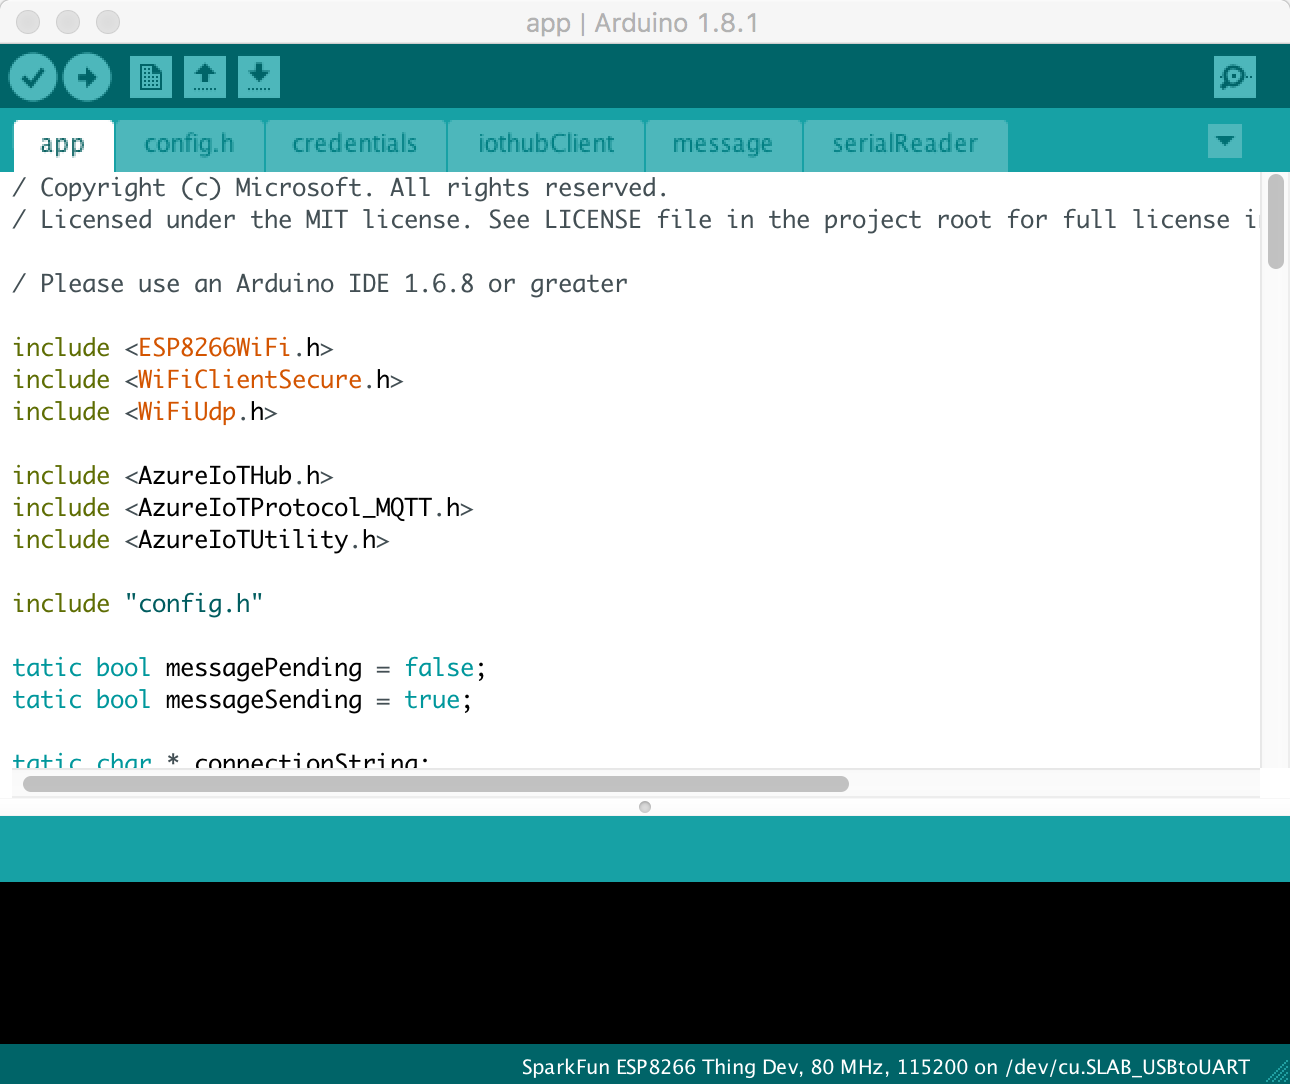 app | Arduino 1.8.1
app config.h credentials iothubClient message serialReader
/ Copyright (c) Microsoft. All rights reserved.
/ Licensed under the MIT license. See LICENSE file in the project root for full license
/ Please use an Arduino IDE 1.6.8 or greater
include <ESP8266WiFi.h>
include <WiFiClientSecure.h>
include <WiFiUdp.h>
include <AzureIoTHub.h>
include <AzureIoTProtocol_MQTT.h>
include <AzureIoTUtility.h>
include "config.h"
tatic bool messagePending = false;
tatic bool messageSending = true;
tatic char * connectionString;
SparkFun ESP8266 Thing Dev, 80 MHz, 115200 on /dev/cu.SLAB_USBtoUART